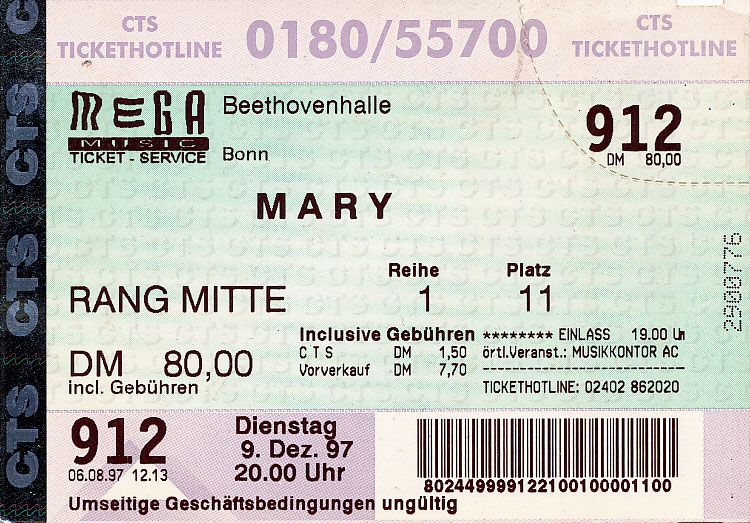 CTS
TICKETHOTLINE
0180/55700
CTS
TICKETHOTLINE
MEGA
MUSIC
TICKET - SERVICE
Beethovenhalle
Bonn
912
DM 80,00
MARY
Reihe Platz
RANG MITTE 1 11
DM 80,00
incl. Gebühren
Inclusive Gebühren ******** EINLASS 19.00 U
CTS DM 1,50 örtl.Veranst.: MUSIKKONTOR AC
Vorverkauf DM 7,70
TICKETHOTLINE: 02402 862020
2900776
912
06.08.97 12.13
Dienstag
9. Dez. 97
20.00 Uhr
802449999122100100001100
Umseitige Geschäftsbedingungen ungültig
CTS CTS CTS CTS